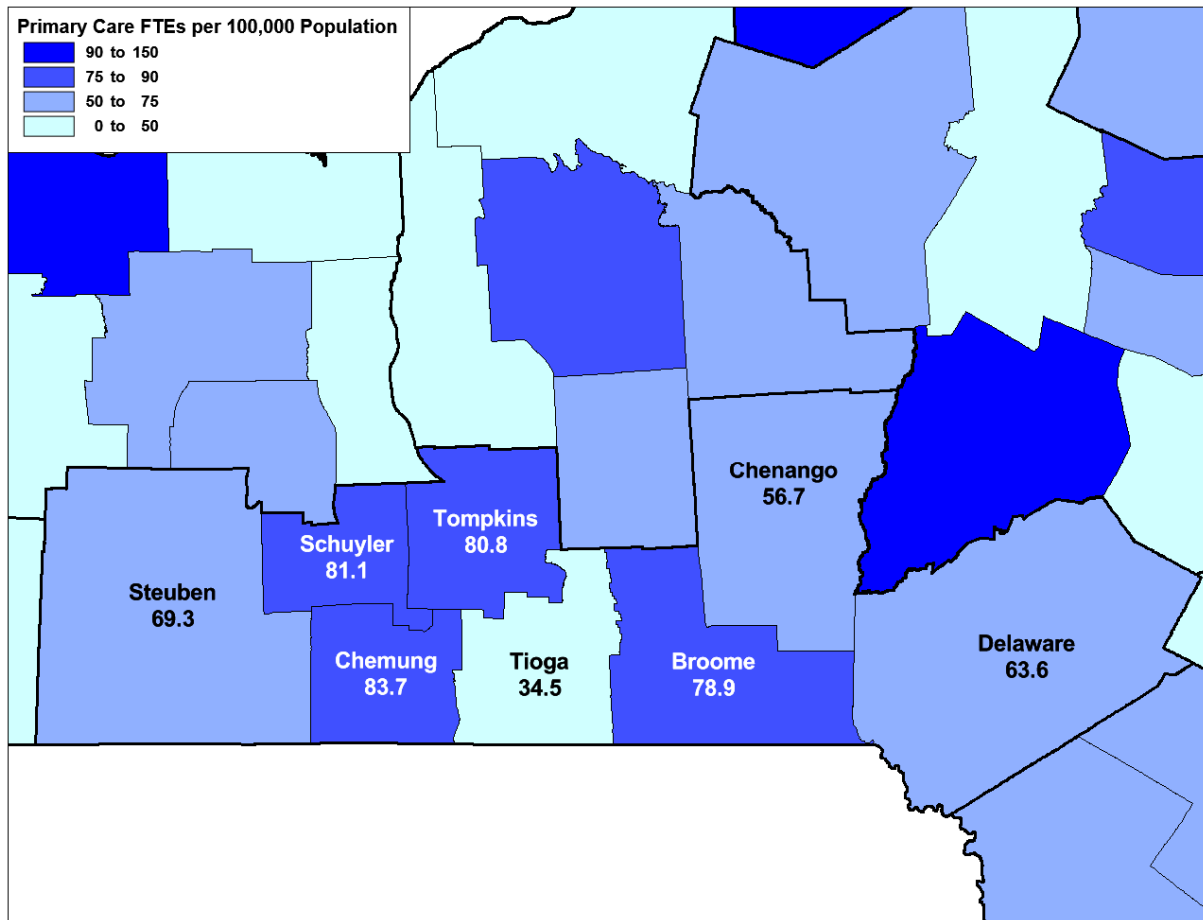 Primary Care FTEs per 100,000 Population
90 to 150
75 to 90
50 to 75
0 to 50
Chenango
56.7
Tompkins
80.8
Schuyler
81.1
Steuben
69.3
Delaware
63.6
Chemung
83.7
Tioga
34.5
Broome
78.9